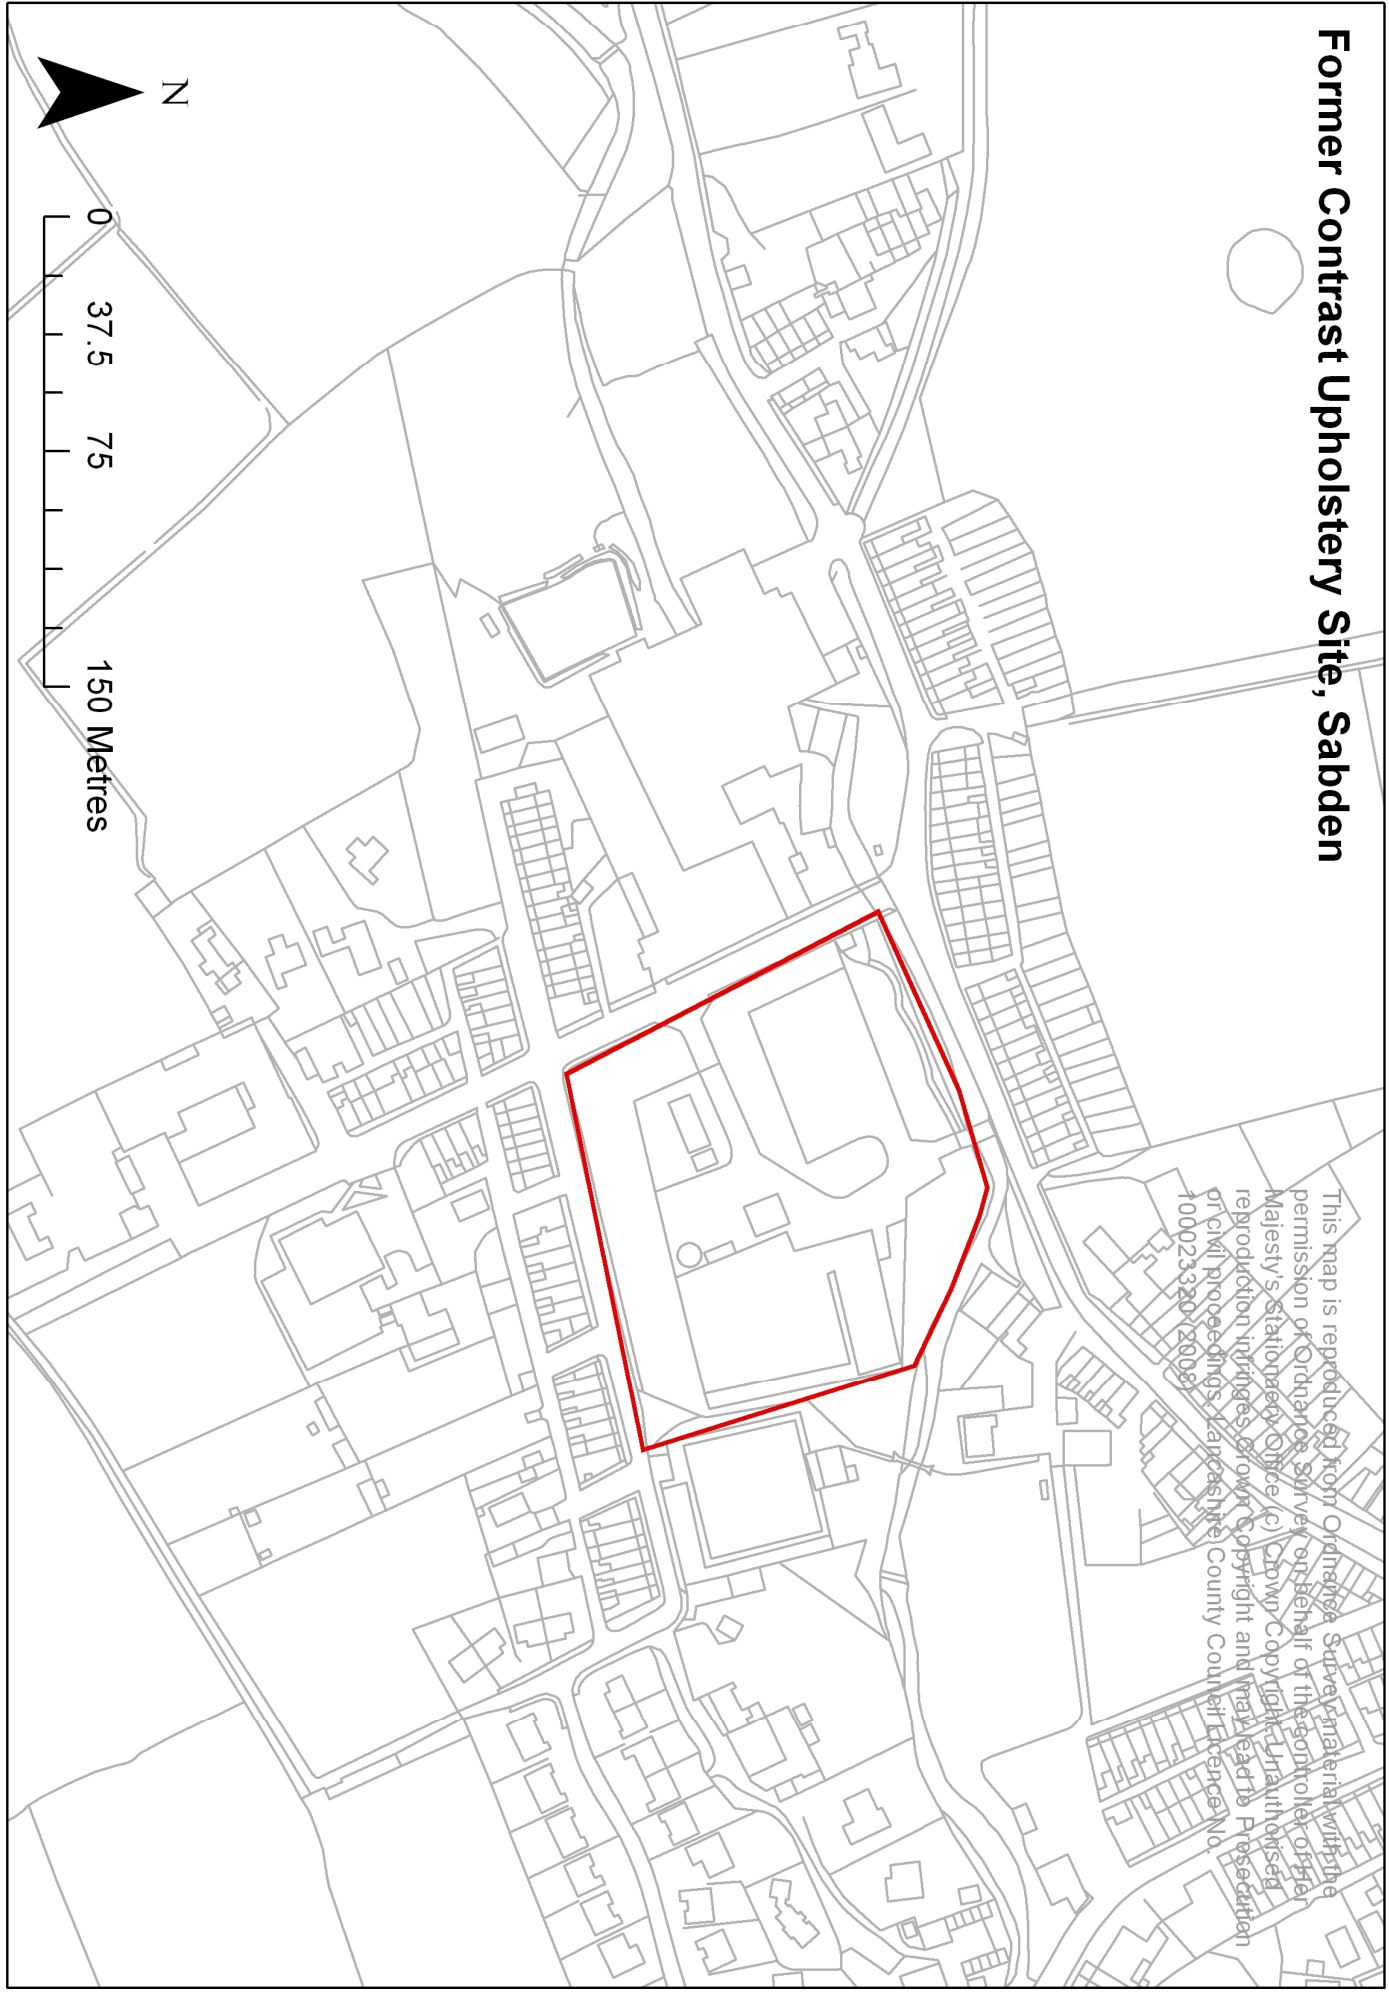 Former Contrast Upholstery Site, Sabden
This map is reproduced from Ordnance Survey material with the
permission of Ordnance Survey on behalf of the controller of Her
Majesty's Stationery Office (c) Crown Copyright. Unauthorised
reproduction infringes Crown Copyright and may lead to Prosecution
or civil proceedings. Lancashire County Council Licence No.
100023320 (2008)
N
0 37.5 75 150 Metres